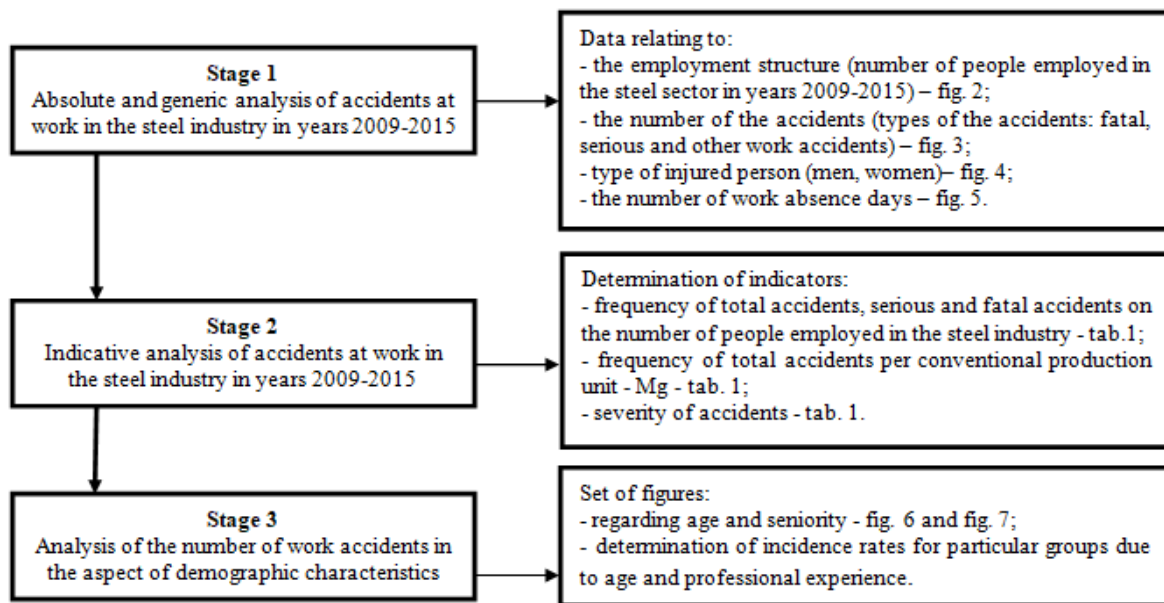 Stage 1
Absolute and generic analysis of accidents at
work in the steel industry in years 2009-2015
Data relating to:
- the employment structure (number of people employed in
the steel sector in years 2009-2015) – fig. 2;
- the number of the accidents (types of the accidents: fatal,
serious and other work accidents) – fig. 3;
- type of injured person (men, women)– fig. 4;
- the number of work absence days – fig. 5.
Stage 2
Indicative analysis of accidents at work in
the steel industry in years 2009-2015
Determination of indicators:
- frequency of total accidents, serious and fatal accidents on
the number of people employed in the steel industry - tab.1;
- frequency of total accidents per conventional production
unit - Mg - tab. 1;
- severity of accidents - tab. 1.
Stage 3
Analysis of the number of work accidents in
the aspect of demographic characteristics
Set of figures:
- regarding age and seniority - fig. 6 and fig. 7;
- determination of incidence rates for particular groups due
to age and professional experience.